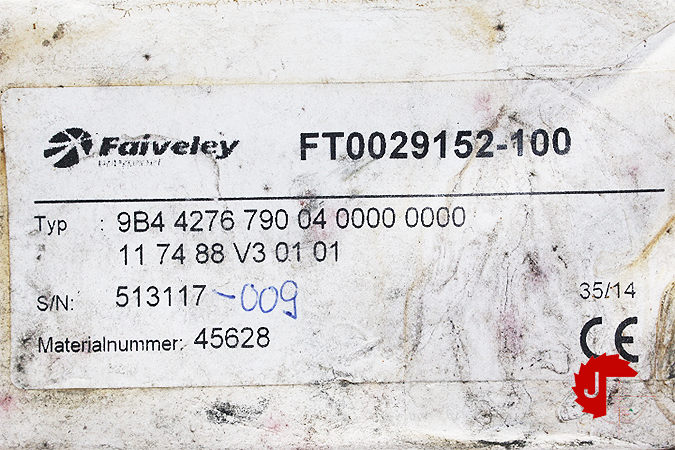 Faiveley FT0029152-100
Typ : 9B4 4276 790 04 0000 0000
11 74 88 V3 01 01
S/N: 513117 -009
35/14
Materialnummer: 45628
CE
J